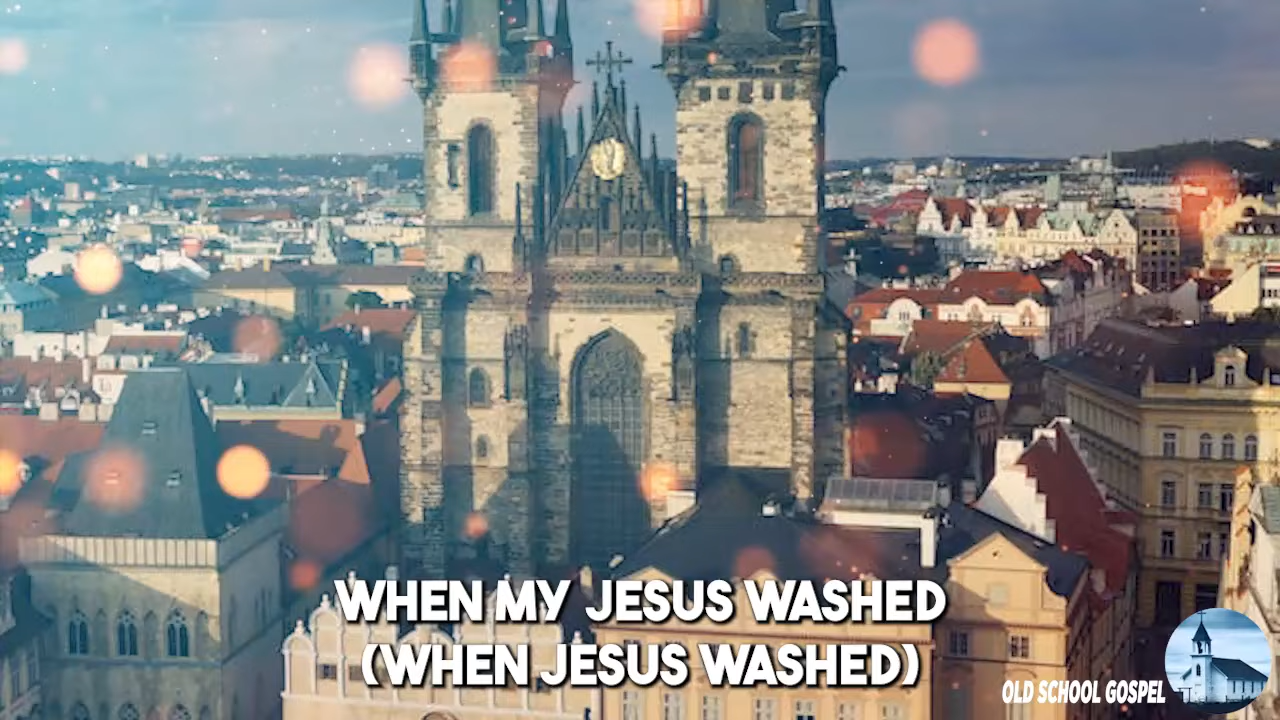 WHEN MY JESUS WASHED
(WHEN JESUS WASHED)
OLD SCHOOL GOSPEL